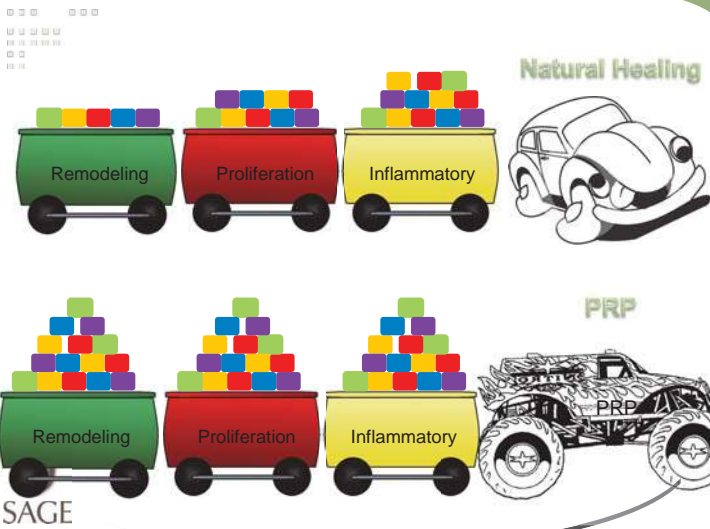 Natural Healing
Remodeling
Proliferation
Inflammatory
PRP
PRP
Remodeling
Proliferation
Inflammatory
SAGE